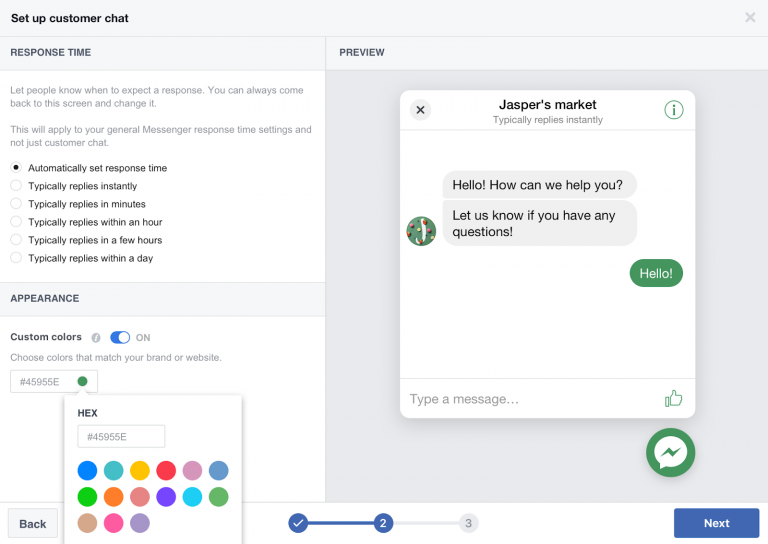 Set up customer chat
RESPONSE TIME
Let people know when to expect a response. You can always come
back to this screen and change it.
This will apply to your general Messenger response time settings and
not just customer chat.
Automatically set response time
Typically replies instantly
Typically replies in minutes
Typically replies within an hour
Typically replies in a few hours
Typically replies within a day
APPEARANCE
Custom colors
ON
Choose colors that match your brand or website.
#45955E
HEX
#45955E
PREVIEW
Jasper's market
Typically replies instantly
Hello! How can we help you?
Let us know if you have any
questions!
Hello!
Type a message…
Back
2
3
Next